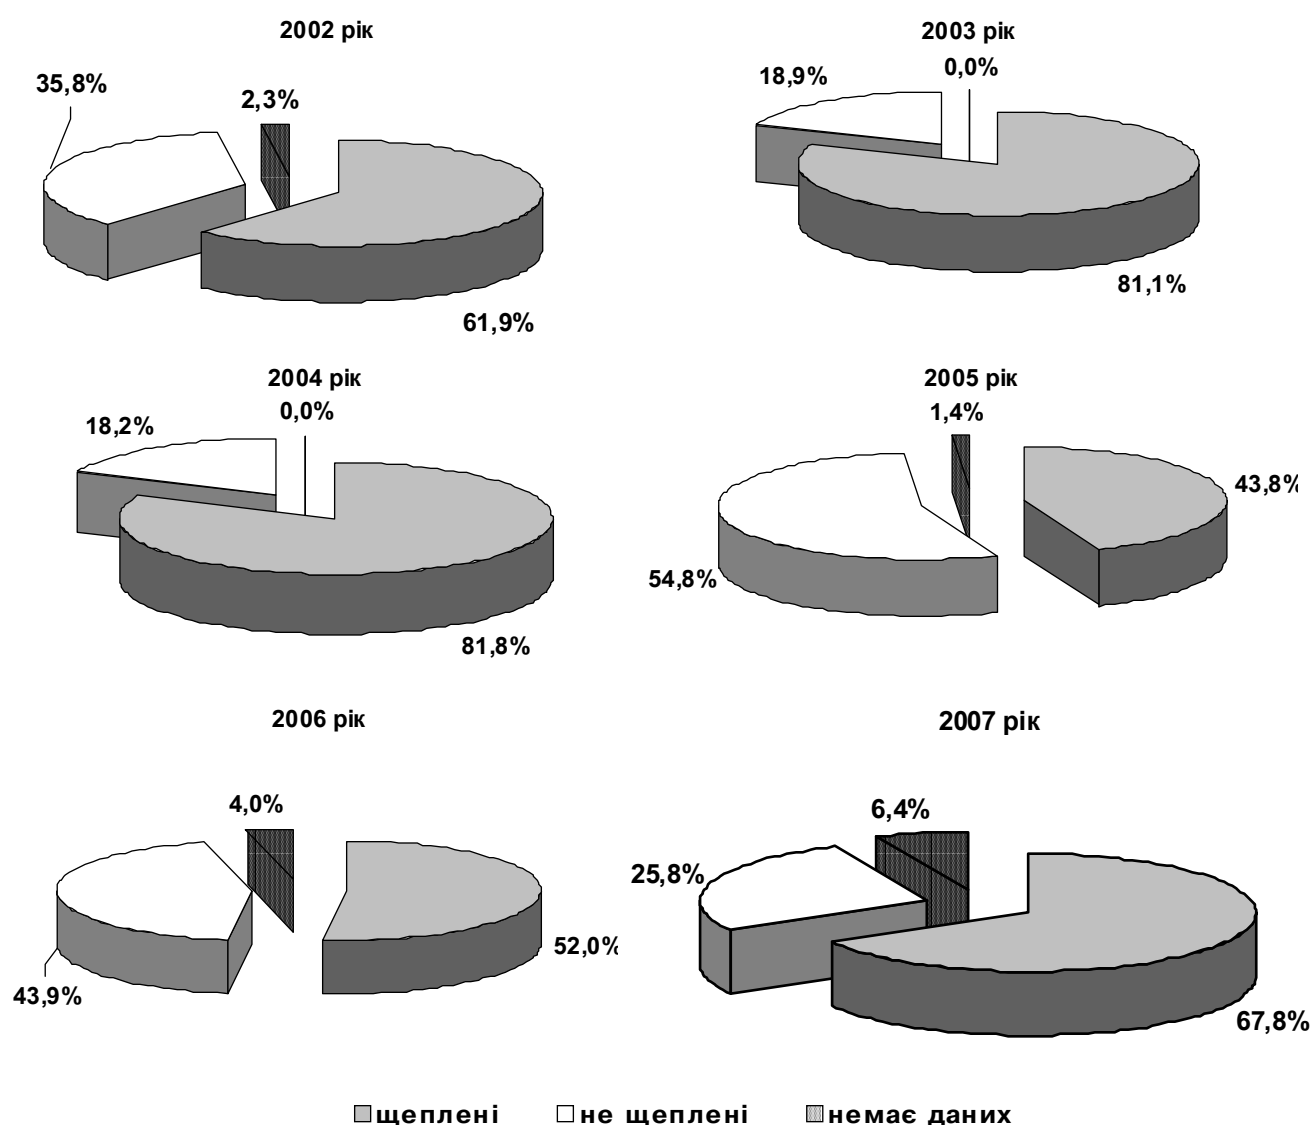 2002 рік
35,8%
2,3%
61,9%
2003 рік
18,9%
0,0%
81,1%
2004 рік
18,2%
0,0%
81,8%
2005 рік
1,4%
54,8%
43,8%
2006 рік
4,0%
43,9%
52,0%
2007 рік
6,4%
25,8%
67,8%
щеплені не щеплені немає даних